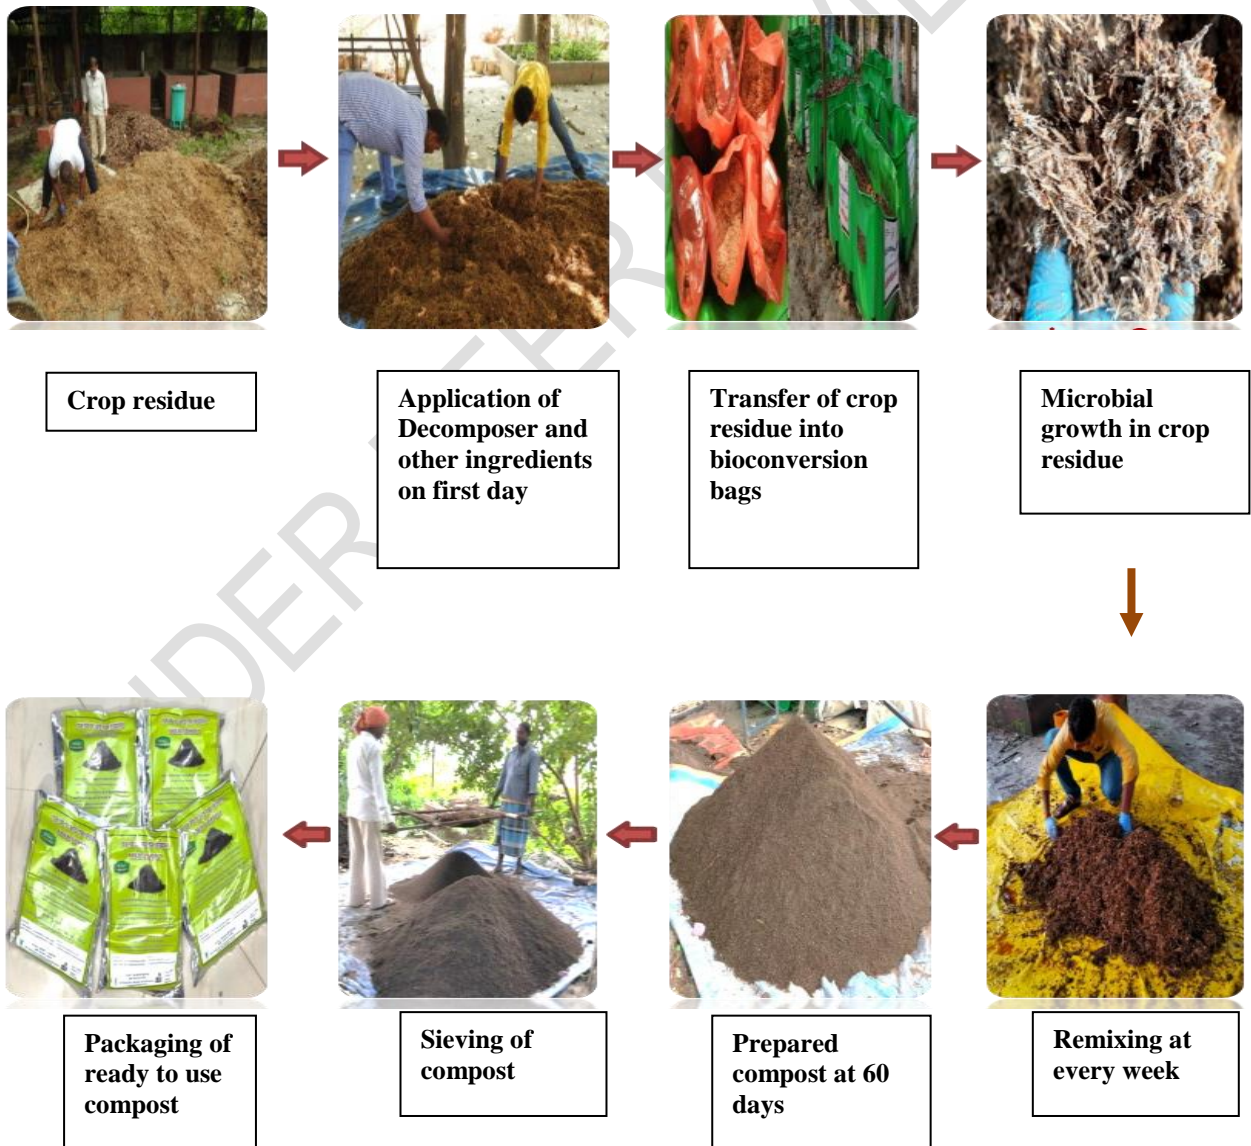 Crop residue
Application of
Decomposer and
other ingredients
on first day
Transfer of crop
residue into
bioconversion
bags
Microbial
growth in crop
residue
Packaging of
ready to use
compost
Sieving of
compost
Prepared
compost at 60
days
Remixing at
every week